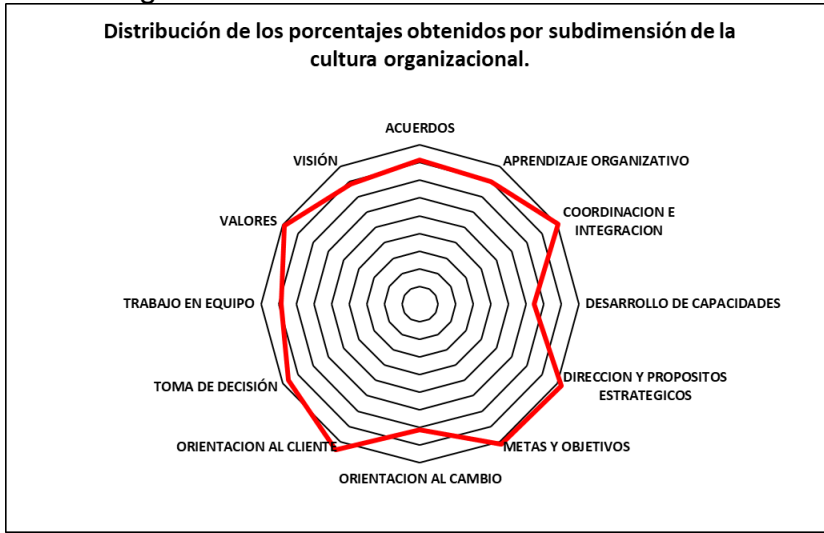 Distribución de los porcentajes obtenidos por subdimensión de la
cultura organizacional.
ACUERDOS
VISIÓN
APRENDIZAJE ORGANIZATIVO
VALORES
COORDINACION E
INTEGRACION
TRABAJO EN EQUIPO
DESARROLLO DE CAPACIDADES
TOMA DE DECISIÓN
DIRECCION Y PROPOSITOS
ESTRATEGICOS
ORIENTACION AL CLIENTE
METAS Y OBJETIVOS
ORIENTACION AL CAMBIO